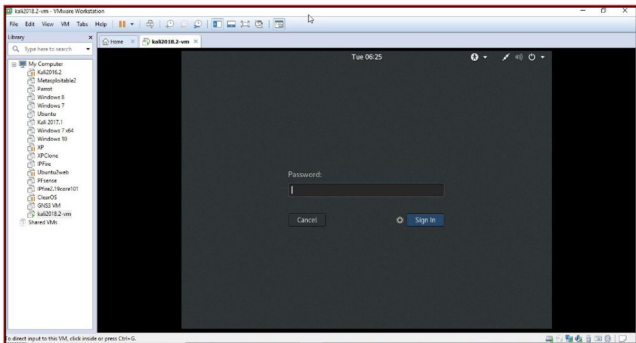 kali2018.2-vm - VMware Workstation
File Edit View VM Tabs Help
Library
Home
kali2018.2-vm
Type here to search
My Computer
Kali2016.2
Metasploitable2
Parrot
Windows 8
Windows 7
Ubuntu
Kali 2017.1
Windows 7 x64
Windows 10
XP
XPClone
IPFire
Ubuntu2web
PFsense
IPfire2.19core101
ClearOS
GNS3 VM
kali2018.2-vm
Shared VMs
Tue 06:25
Password:
Cancel
Sign In
o direct input to this VM, click inside or press Ctrl+G.